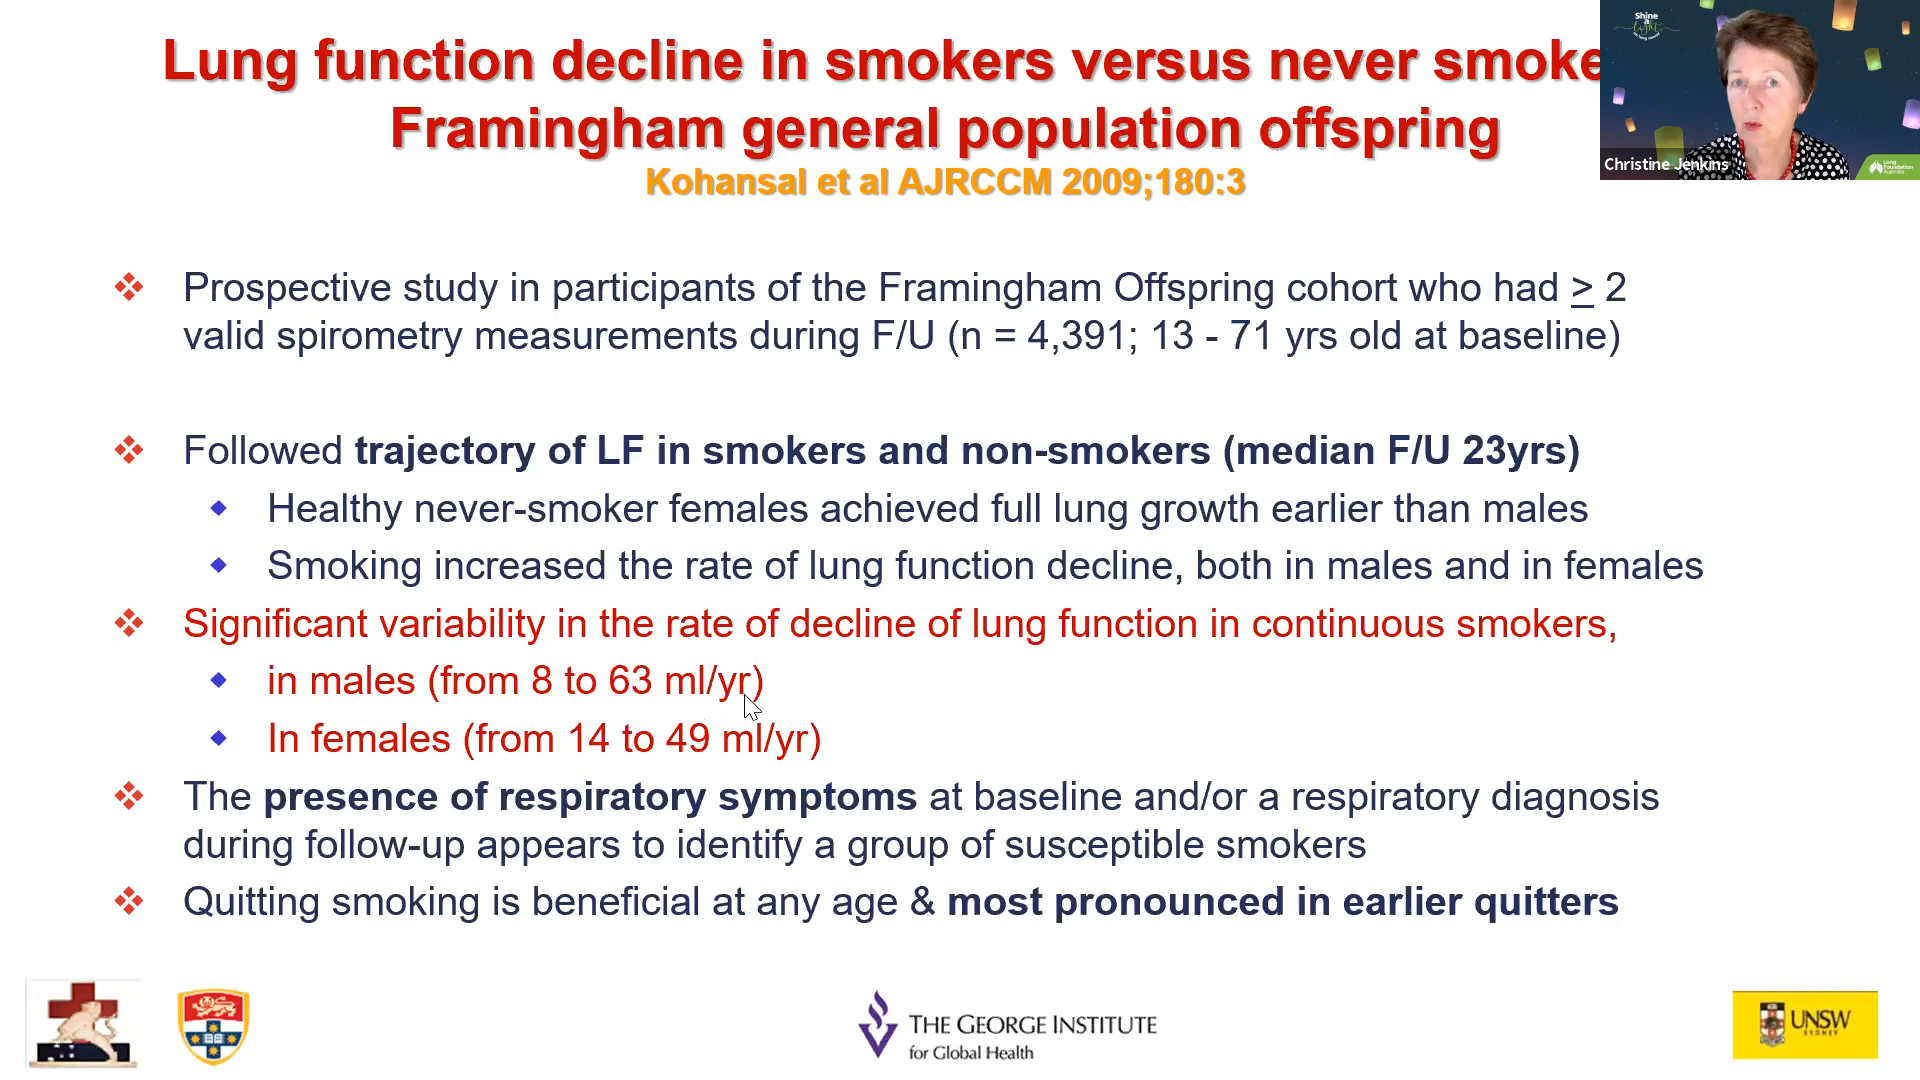 Lung function decline in smokers versus never smoke
Framingham general population offspring
Kohansal et al AJRCCM 2009;180:3
Shine
a
light
Christine Jenkins
Lung
Foundation
Australia
❖ Prospective study in participants of the Framingham Offspring cohort who had ≥ 2
valid spirometry measurements during F/U (n = 4,391; 13 - 71 yrs old at baseline)
❖ Followed trajectory of LF in smokers and non-smokers (median F/U 23yrs)
◆ Healthy never-smoker females achieved full lung growth earlier than males
◆ Smoking increased the rate of lung function decline, both in males and in females
❖ Significant variability in the rate of decline of lung function in continuous smokers,
◆ in males (from 8 to 63 ml/yr)
◆ In females (from 14 to 49 ml/yr)
❖ The presence of respiratory symptoms at baseline and/or a respiratory diagnosis
during follow-up appears to identify a group of susceptible smokers
❖ Quitting smoking is beneficial at any age & most pronounced in earlier quitters
THE GEORGE INSTITUTE
for Global Health
UNSW
SYDNEY